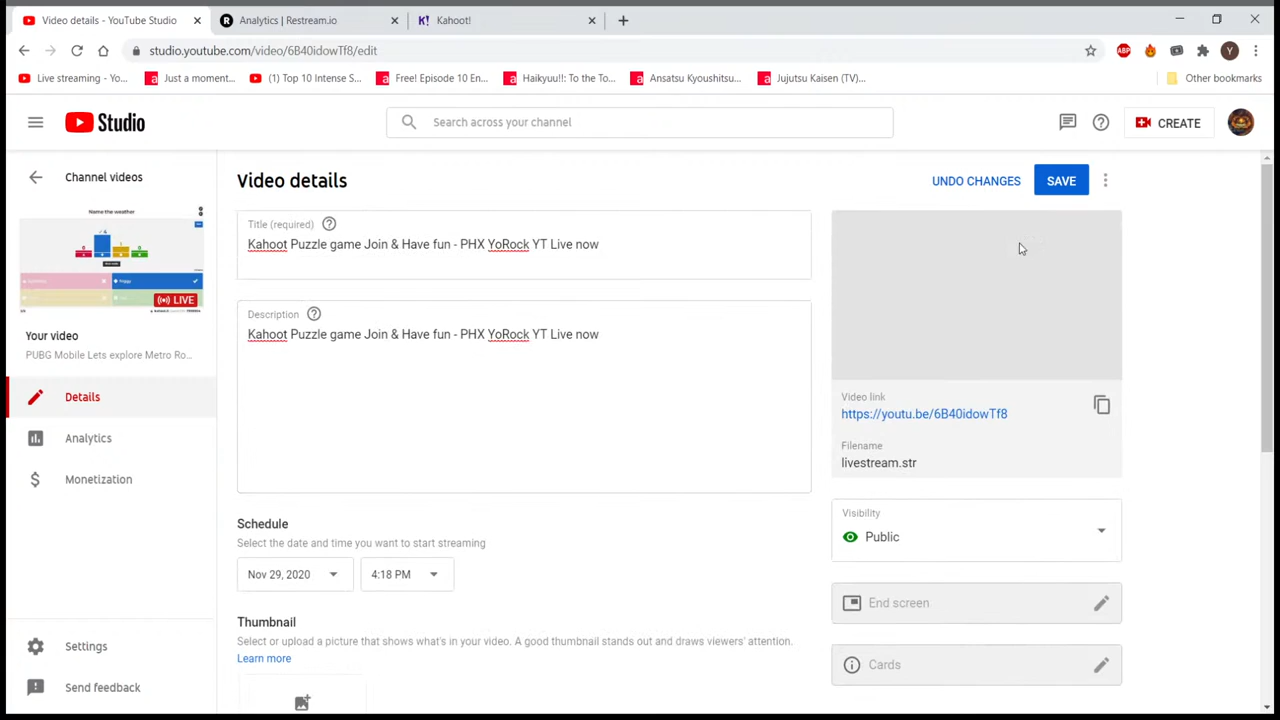 Video details - YouTube Studio
Analytics | Restream.io
K! Kahoot!
studio.youtube.com/video/6B40idowTf8/edit
ABP
Y
Live streaming - Yo...
Just a moment...
(1) Top 10 Intense S...
Free! Episode 10 En...
Haikyuu!!: To the To...
Ansatsu Kyoushitsu...
Jujutsu Kaisen (TV)...
Other bookmarks
Studio
Search across your channel
CREATE
Channel videos
Video details
UNDO CHANGES
SAVE
Name the weather
Title (required)
Kahoot Puzzle game Join & Have fun - PHX YoRock YT Live now
LIVE
Description
Kahoot Puzzle game Join & Have fun - PHX YoRock YT Live now
Your video
PUBG Mobile Lets explore Metro Ro...
Details
Analytics
Monetization
Video link
https://youtu.be/6B40idowTf8
Filename
livestream.str
Visibility
Public
Schedule
Select the date and time you want to start streaming
Nov 29, 2020
4:18 PM
End screen
Thumbnail
Select or upload a picture that shows what's in your video. A good thumbnail stands out and draws viewers' attention.
Learn more
Cards
Settings
Send feedback